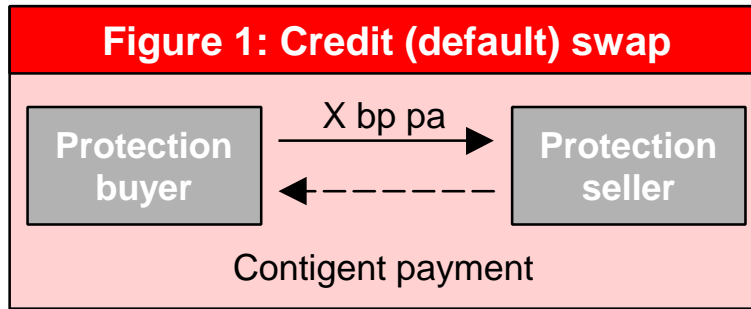 Figure 1: Credit (default) swap
X bp pa
Protection
buyer
Protection
seller
Contigent payment